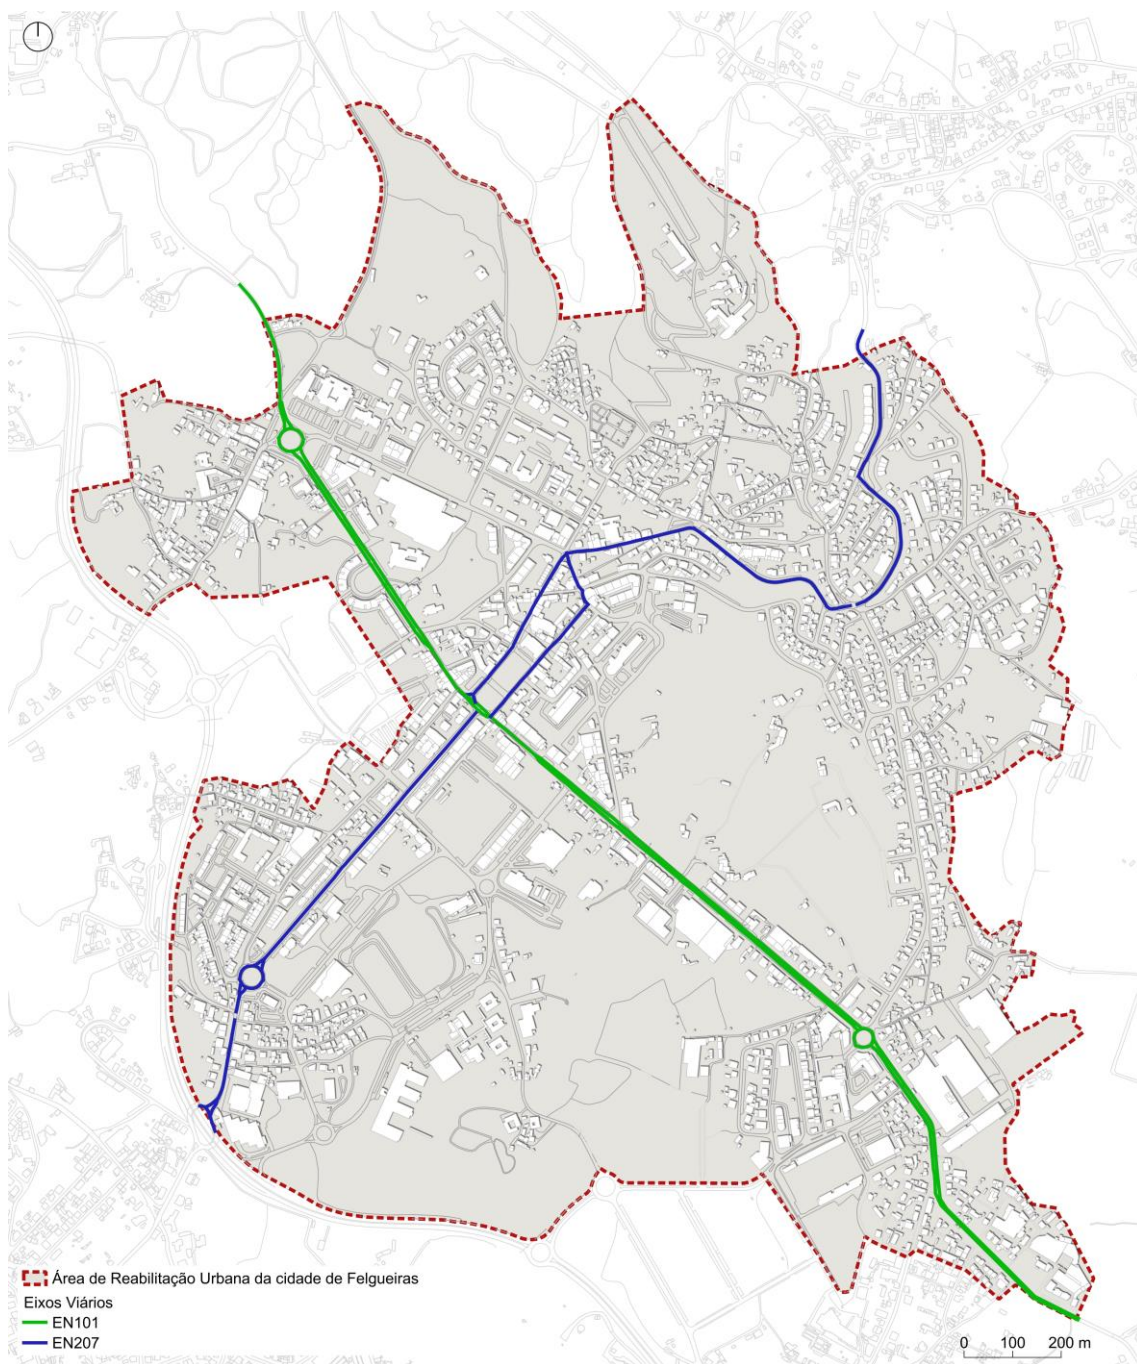 Área de Reabilitação Urbana da cidade de Felgueiras
Eixos Viários
EN101
EN207
0 100 200 m